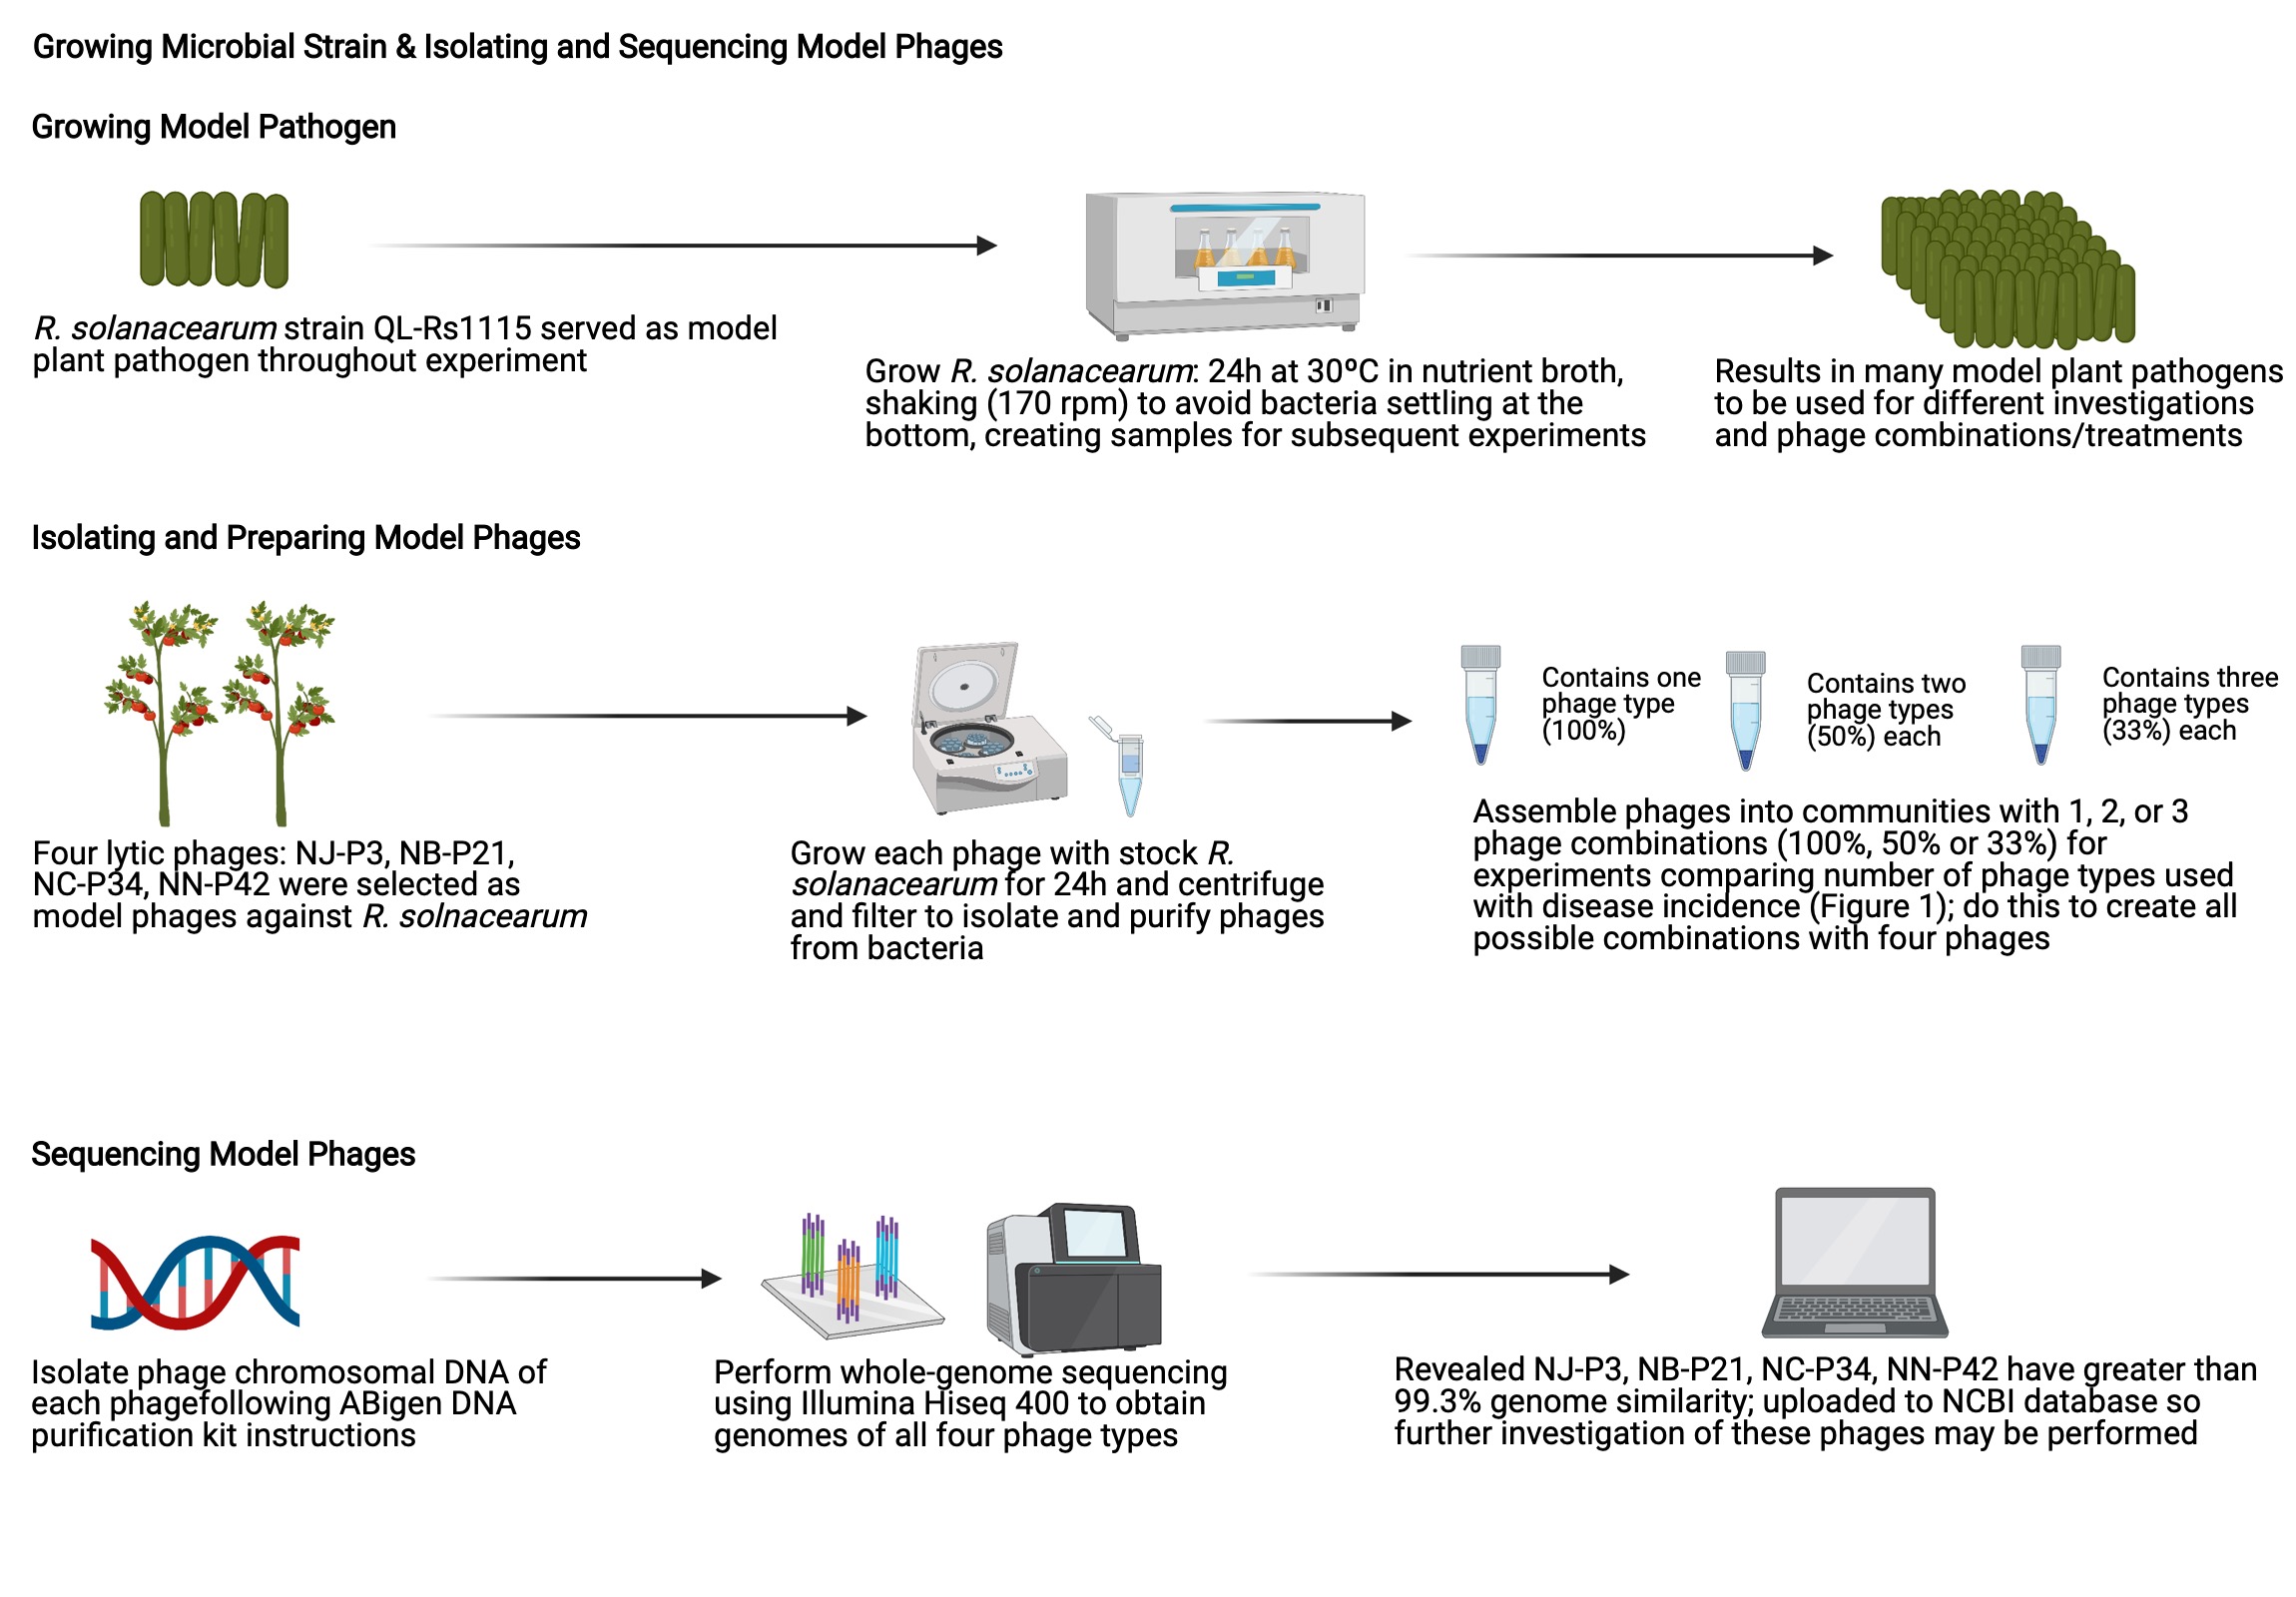 Growing Microbial Strain & Isolating and Sequencing Model Phages
Growing Model Pathogen
R. solanacearum strain QL-Rs1115 served as model
plant pathogen throughout experiment
Grow R. solanacearum: 24h at 30ºC in nutrient broth,
shaking (170 rpm) to avoid bacteria settling at the
bottom, creating samples for subsequent experiments
Results in many model plant pathogens
to be used for different investigations
and phage combinations/treatments
Isolating and Preparing Model Phages
Four lytic phages: NJ-P3, NB-P21,
NC-P34, NN-P42 were selected as
model phages against R. solnacearum
Grow each phage with stock R.
solanacearum for 24h and centrifuge
and filter to isolate and purify phages
from bacteria
Contains one
phage type
(100%)
Contains two
phage types
(50%) each
Contains three
phage types
(33%) each
Assemble phages into communities with 1, 2, or 3
phage combinations (100%, 50% or 33%) for
experiments comparing number of phage types used
with disease incidence (Figure 1); do this to create all
possible combinations with four phages
Sequencing Model Phages
Isolate phage chromosomal DNA of
each phagefollowing ABigen DNA
purification kit instructions
Perform whole-genome sequencing
using Illumina Hiseq 400 to obtain
genomes of all four phage types
Revealed NJ-P3, NB-P21, NC-P34, NN-P42 have greater than
99.3% genome similarity; uploaded to NCBI database so
further investigation of these phages may be performed